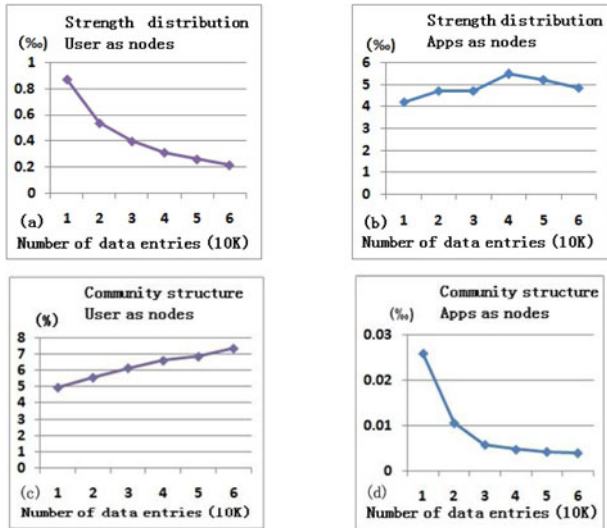 Strength distribution
User as nodes
(‰)
1
0.8
0.6
0.4
0.2
0
(a)
1 2 3 4 5 6
Number of data entries (10K)
Strength distribution
Apps as nodes
(‰)
6
5
4
3
2
1
0
(b)
1 2 3 4 5 6
Number of data entries (10K)
Community structure
User as nodes
(%)
8
7
6
5
4
3
2
1
0
(c)
1 2 3 4 5 6
Number of data entries (10K)
Community structure
Apps as nodes
(‰)
0.03
0.02
0.01
0
(d)
1 2 3 4 5 6
Number of data entries (10K)